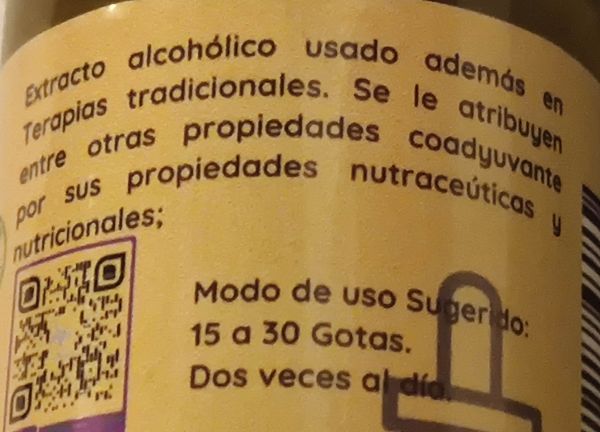 Extracto alcohólico usado además en
Terapias tradicionales. Se le atribuyen
entre otras propiedades coadyuvante
por sus propiedades nutraceúticas y
nutricionales;
Modo de uso Sugerido:
15 a 30 Gotas.
Dos veces al día.